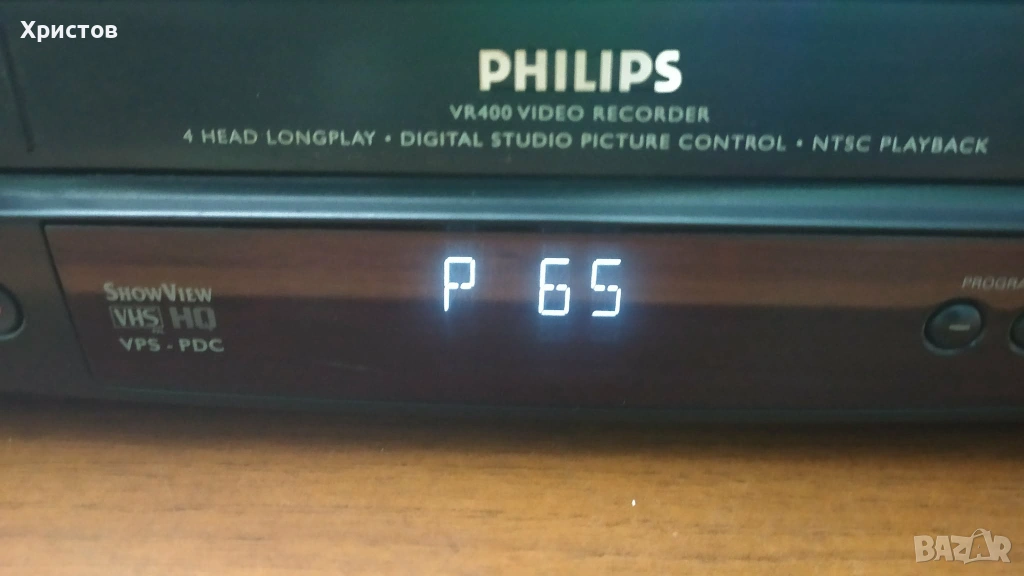 Христов
PHILIPS
VR400 VIDEO RECORDER
4 HEAD LONGPLAY • DIGITAL STUDIO PICTURE CONTROL • NTSC PLAYBACK
P 65
PROGRA
SHOWVIEW
VHS HQ
VPS - PDC
BAZAR